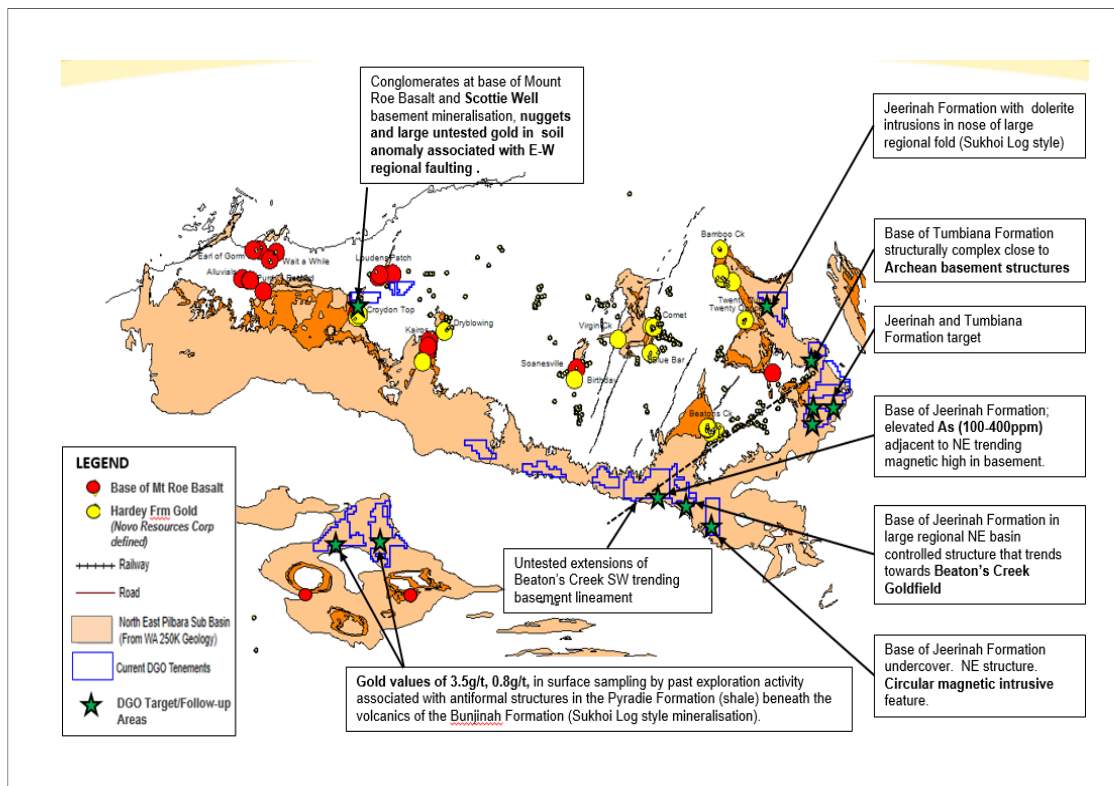 Conglomerates at base of Mount
Roe Basalt and Scottie Well
basement mineralisation, nuggets
and large untested gold in soil
anomaly associated with E-W
regional faulting .
Jeerinah Formation with dolerite
intrusions in nose of large
regional fold (Sukhoi Log style)
Base of Tumbiana Formation
structurally complex close to
Archean basement structures
Jeerinah and Tumbiana
Formation target
Base of Jeerinah Formation;
elevated As (100-400ppm)
adjacent to NE trending
magnetic high in basement.
Base of Jeerinah Formation in
large regional NE basin
controlled structure that trends
towards Beaton's Creek
Goldfield
Base of Jeerinah Formation
undercover. NE structure.
Circular magnetic intrusive
feature.
Untested extensions of
Beaton's Creek SW trending
basement lineament
Gold values of 3.5g/t, 0.8g/t, in surface sampling by past exploration activity
associated with antiformal structures in the Pyradie Formation (shale) beneath the
volcanics of the Bunjinah Formation (Sukhoi Log style mineralisation).
Earl of Gorm
Wait a While
Alluvials
Loudens Patch
Croydon Top
Kairos
Dryblowing
Soanesville
Birthday
Virgin Ck
Comet
Blue Bar
Bamboo Ck
Twenty
Twenty
Beatons Ck
LEGEND
Base of Mt Roe Basalt
Hardey Frm Gold
(Novo Resources Corp
defined)
Railway
Road
North East Pilbara Sub Basin
(From WA 250K Geology)
Current DGO Tenements
DGO Target/Follow-up
Areas